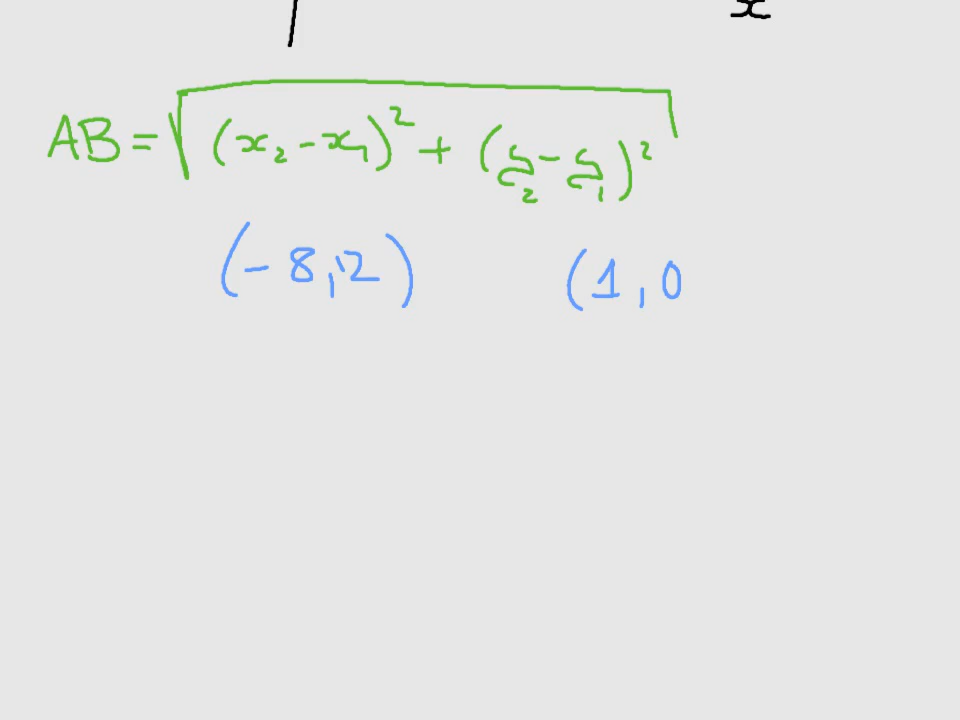 x
AB = √((x₂ - x₁)² + (y₂ - y₁)²)
(-8,12) (1,0